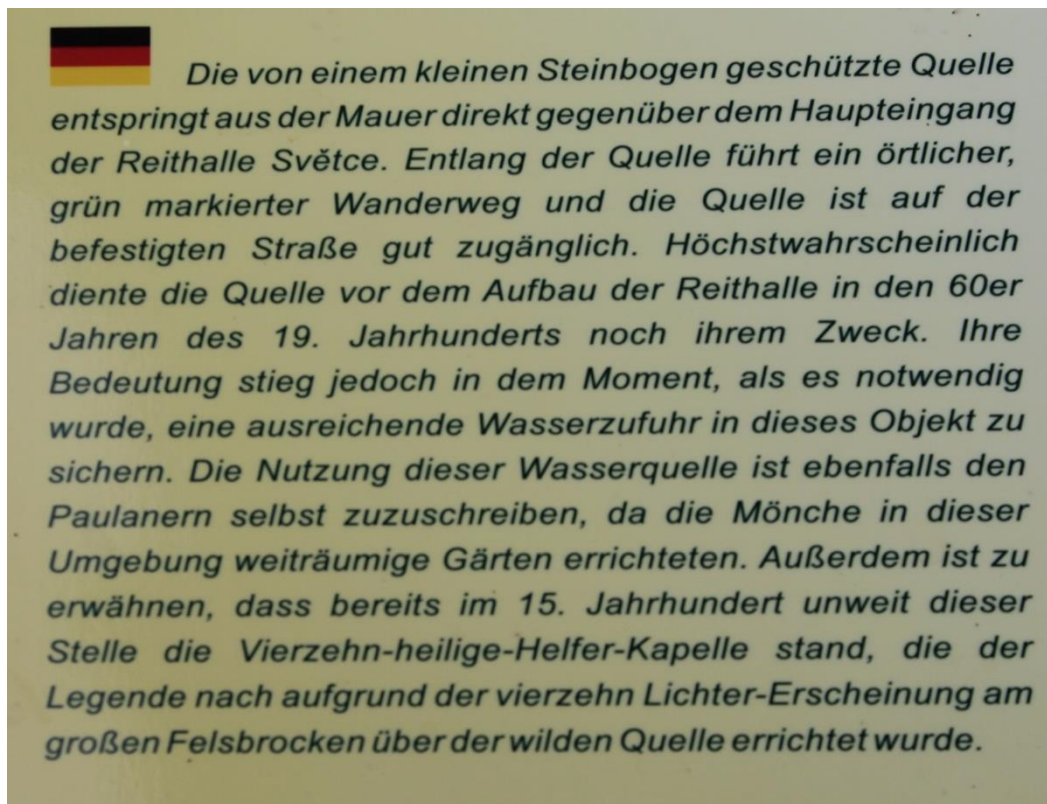 Die von einem kleinen Steinbogen geschützte Quelle
entspringt aus der Mauer direkt gegenüber dem Haupteingang
der Reithalle Světce. Entlang der Quelle führt ein örtlicher,
grün markierter Wanderweg und die Quelle ist auf der
befestigten Straße gut zugänglich. Höchstwahrscheinlich
diente die Quelle vor dem Aufbau der Reithalle in den 60er
Jahren des 19. Jahrhunderts noch ihrem Zweck. Ihre
Bedeutung stieg jedoch in dem Moment, als es notwendig
wurde, eine ausreichende Wasserzufuhr in dieses Objekt zu
sichern. Die Nutzung dieser Wasserquelle ist ebenfalls den
Paulanern selbst zuzuschreiben, da die Mönche in dieser
Umgebung weiträumige Gärten errichteten. Außerdem ist zu
erwähnen, dass bereits im 15. Jahrhundert unweit dieser
Stelle die Vierzehn-heilige-Helfer-Kapelle stand, die der
Legende nach aufgrund der vierzehn Lichter-Erscheinung am
großen Felsbrocken über der wilden Quelle errichtet wurde.